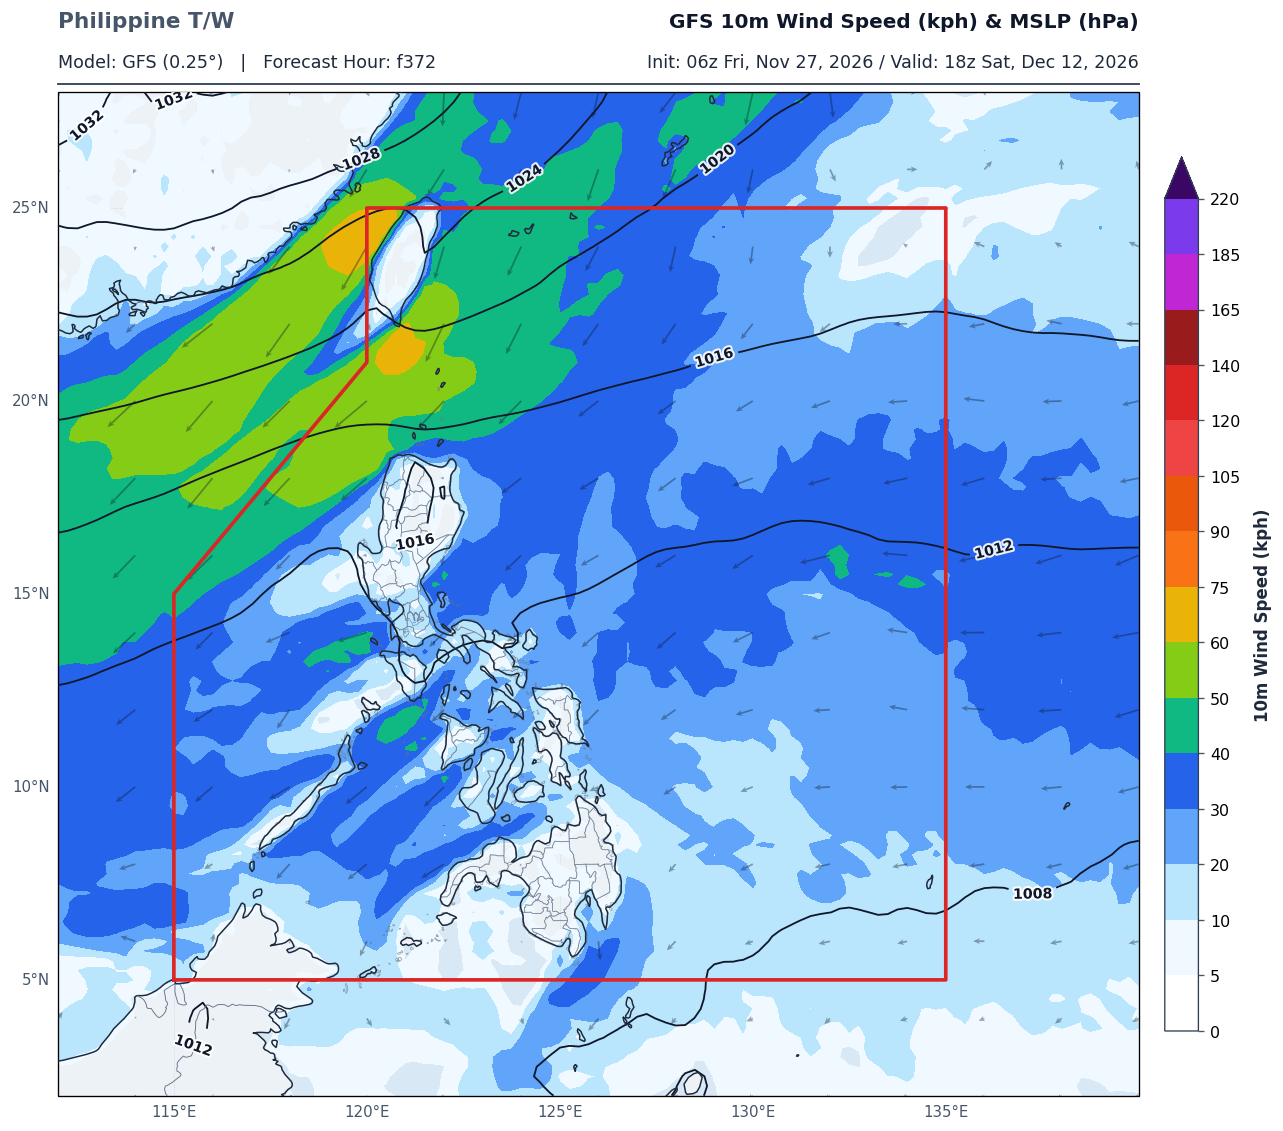 Philippine T/W
GFS 10m Wind Speed (kph) & MSLP (hPa)
Model: GFS (0.25°) | Forecast Hour: f372
Init: 06z Fri, Nov 27, 2026 / Valid: 18z Sat, Dec 12, 2026
1032
1032
1028
1024
1020
1016
1016
1012
1008
1012
25°N
20°N
15°N
10°N
5°N
115°E
120°E
125°E
130°E
135°E
220
185
165
140
120
105
90
75
60
50
40
30
20
10
5
0
10m Wind Speed (kph)